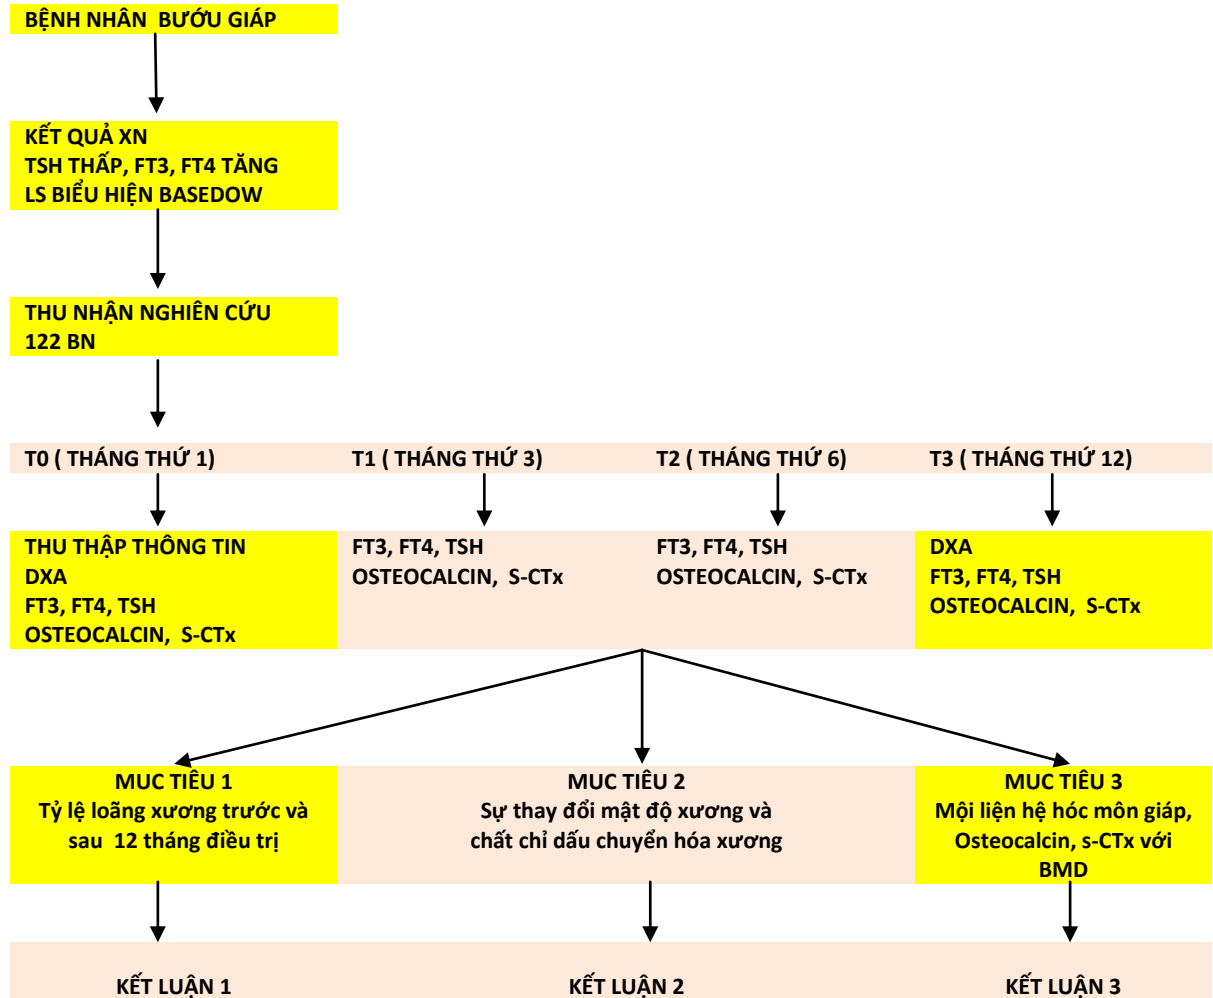 BỆNH NHÂN BƯỚU GIÁP
KẾT QUẢ XN
TSH THẤP, FT3, FT4 TĂNG
LS BIỂU HIỆN BASEDOW
THU NHẬN NGHIÊN CỨU
122 BN
T0 ( THÁNG THỨ 1)
T1 ( THÁNG THỨ 3)
T2 ( THÁNG THỨ 6)
T3 ( THÁNG THỨ 12)
THU THẬP THÔNG TIN
DXA
FT3, FT4, TSH
OSTEOCALCIN, S-CTx
FT3, FT4, TSH
OSTEOCALCIN, S-CTx
FT3, FT4, TSH
OSTEOCALCIN, S-CTx
DXA
FT3, FT4, TSH
OSTEOCALCIN, S-CTx
MUC TIÊU 1
Tỷ lệ loãng xương trước và
sau 12 tháng điều trị
MUC TIÊU 2
Sự thay đổi mật độ xương và
chất chỉ dấu chuyển hóa xương
MUC TIÊU 3
Mội liện hệ hóc môn giáp,
Osteocalcin, s-CTx với
BMD
KẾT LUẬN 1
KẾT LUẬN 2
KẾT LUẬN 3